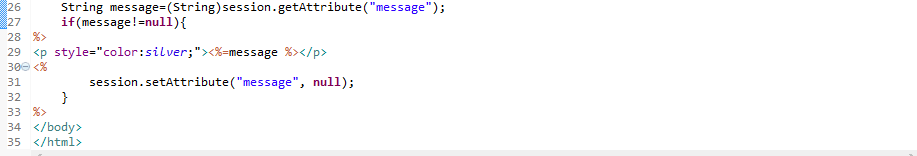 26 String message=(String)session.getAttribute("message");
27 if(message!=null){
28 %>
29 <p style="color:silver;"><%=message %></p>
30 <%
31 session.setAttribute("message", null);
32 }
33 %>
34 </body>
35 </html>